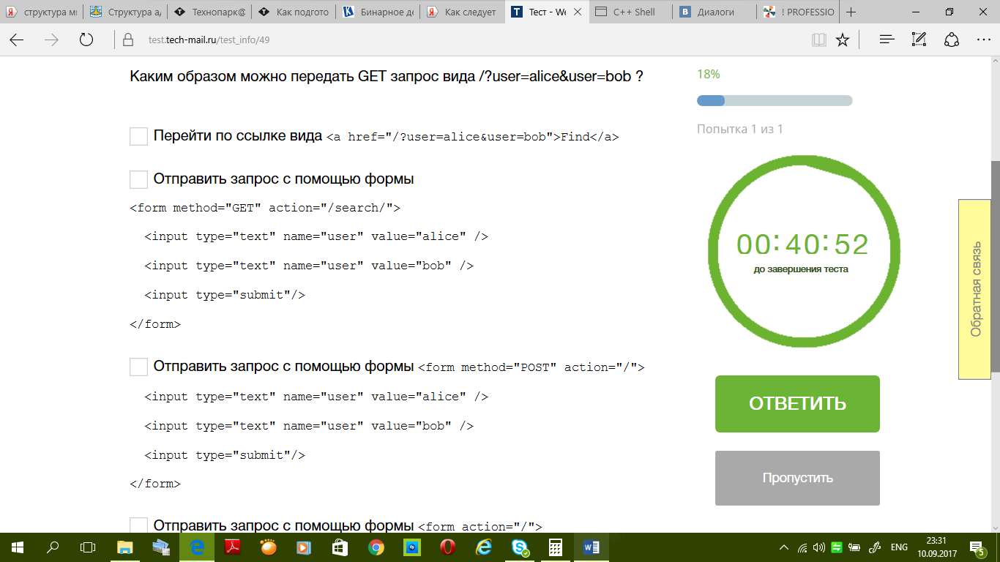 структура мн
Структура ад
Технопарк@
Как подгото
Бинарное де
Как следует
Тест - We
C++ Shell
Диалоги
! PROFESSIO
test.tech-mail.ru/test_info/49
Каким образом можно передать GET запрос вида /?user=alice&user=bob ?
Перейти по ссылке вида <a href="/?user=alice&user=bob">Find</a>
Отправить запрос с помощью формы
<form method="GET" action="/search/">
<input type="text" name="user" value="alice" />
<input type="text" name="user" value="bob" />
<input type="submit"/>
</form>
Отправить запрос с помощью формы <form method="POST" action="/">
<input type="text" name="user" value="alice" />
<input type="text" name="user" value="bob" />
<input type="submit"/>
</form>
Отправить запрос с помощью формы <form action="/">
18%
Попытка 1 из 1
00:40:52
до завершения теста
ОТВЕТИТЬ
Пропустить
Обратная связь
ENG
23:31
10.09.2017
5